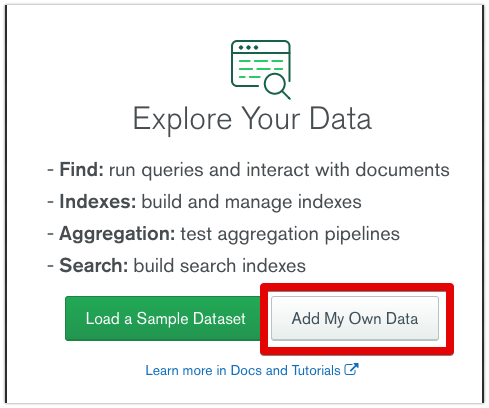 Explore Your Data
- Find: run queries and interact with documents
- Indexes: build and manage indexes
- Aggregation: test aggregation pipelines
- Search: build search indexes
Load a Sample Dataset
Add My Own Data
Learn more in Docs and Tutorials